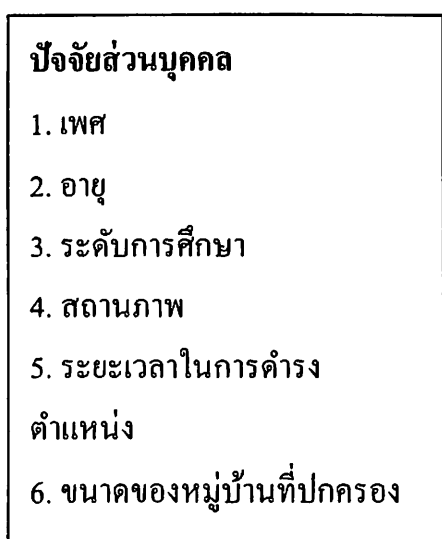 ปัจจัยส่วนบุคคล
1. เพศ
2. อายุ
3. ระดับการศึกษา
4. สถานภาพ
5. ระยะเวลาในการดำรง
ตำแหน่ง
6. ขนาดของหมู่บ้านที่ปกครอง